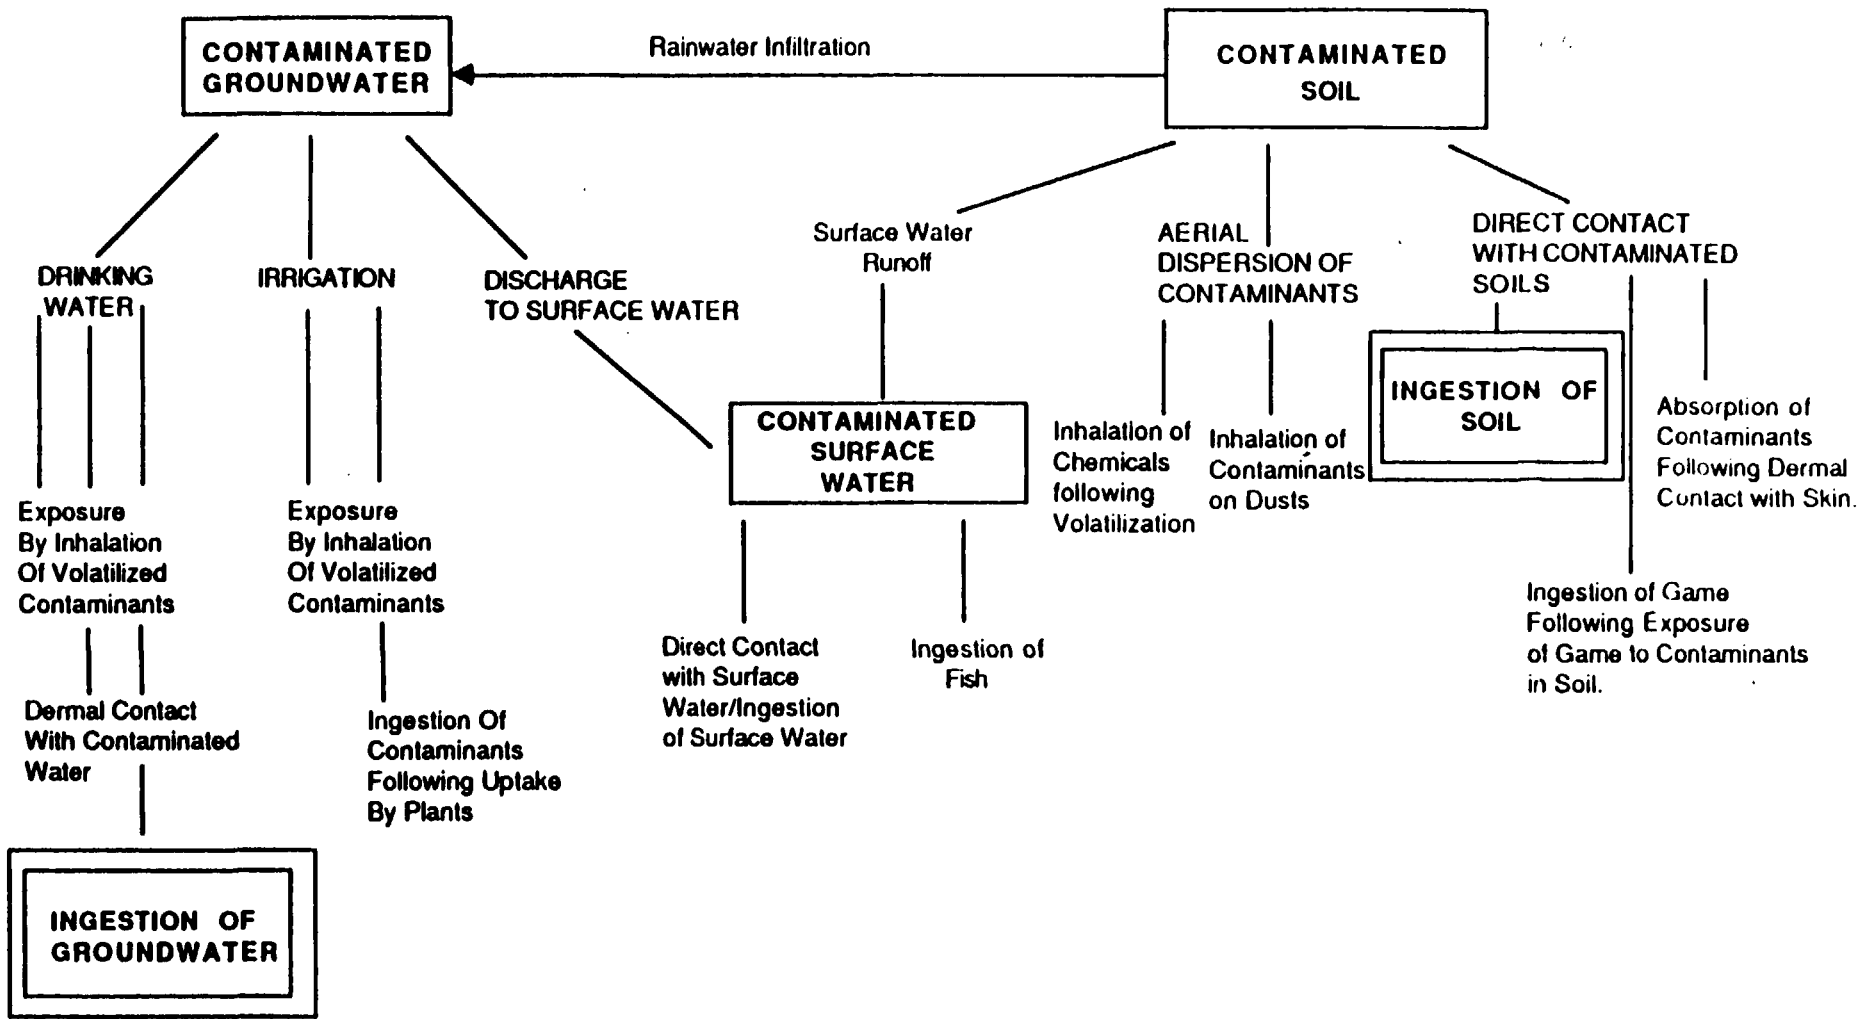 CONTAMINATED
GROUNDWATER
Rainwater Infiltration
CONTAMINATED
SOIL
DRINKING
WATER
IRRIGATION
DISCHARGE
TO SURFACE WATER
Surface Water
Runoff
AERIAL
DISPERSION OF
CONTAMINANTS
DIRECT CONTACT
WITH CONTAMINATED
SOILS
CONTAMINATED
SURFACE
WATER
Inhalation of
Chemicals
following
Volatilization
Inhalation of
Contaminants
on Dusts
INGESTION OF
SOIL
Absorption of
Contaminants
Following Dermal
Contact with Skin.
Exposure
By Inhalation
Of Volatilized
Contaminants
Exposure
By Inhalation
Of Volatilized
Contaminants
Direct Contact
with Surface
Water/Ingestion
of Surface Water
Ingestion of
Fish
Ingestion of Game
Following Exposure
of Game to Contaminants
in Soil.
Dermal Contact
With Contaminated
Water
Ingestion Of
Contaminants
Following Uptake
By Plants
INGESTION OF
GROUNDWATER